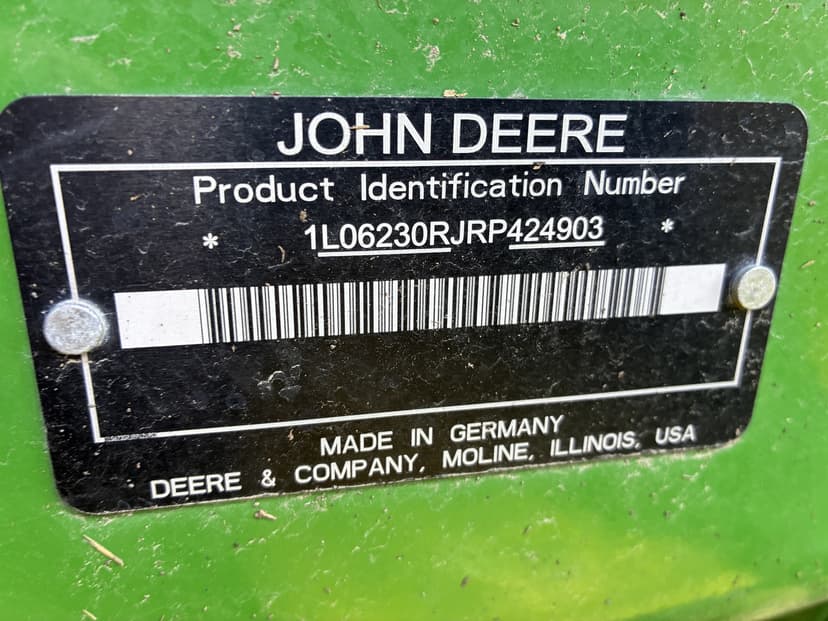 JOHN DEERE
Product Identification Number
* 1L06230RJRP424903 *
MADE IN GERMANY
DEERE & COMPANY, MOLINE, ILLINOIS, USA